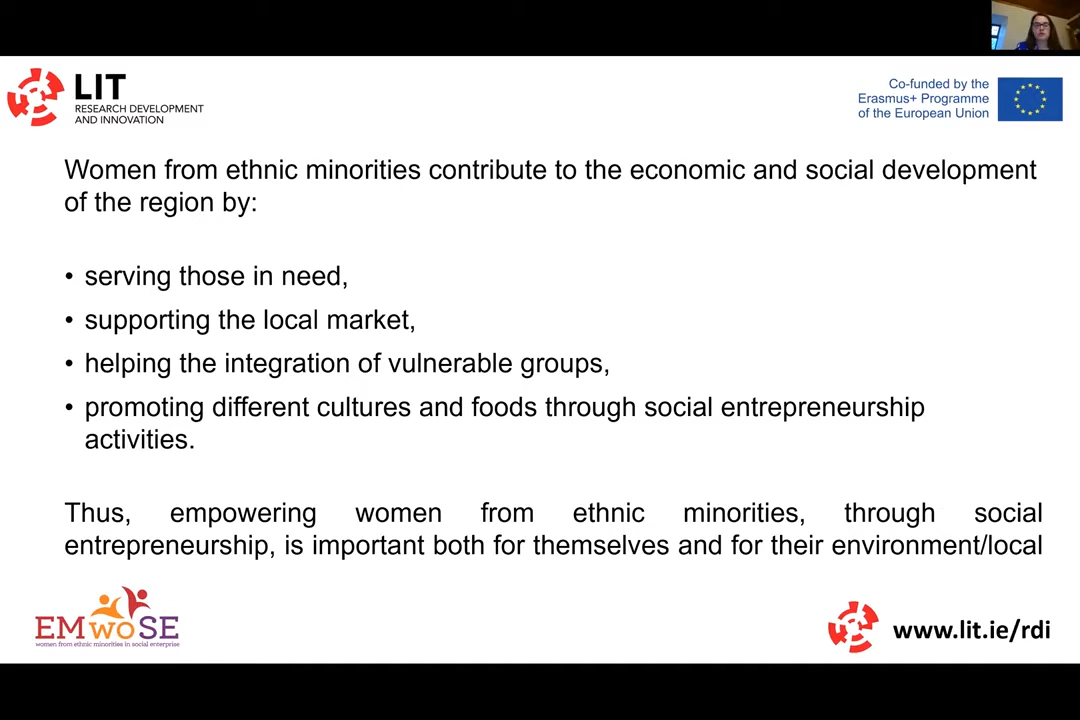 LIT
RESEARCH DEVELOPMENT
AND INNOVATION
Co-funded by the
Erasmus+ Programme
of the European Union
Women from ethnic minorities contribute to the economic and social development
of the region by:
• serving those in need,
• supporting the local market,
• helping the integration of vulnerable groups,
• promoting different cultures and foods through social entrepreneurship
activities.
Thus, empowering women from ethnic minorities, through social
entrepreneurship, is important both for themselves and for their environment/local
EMwoSE
women from ethnic minorities in social enterprise
www.lit.ie/rdi